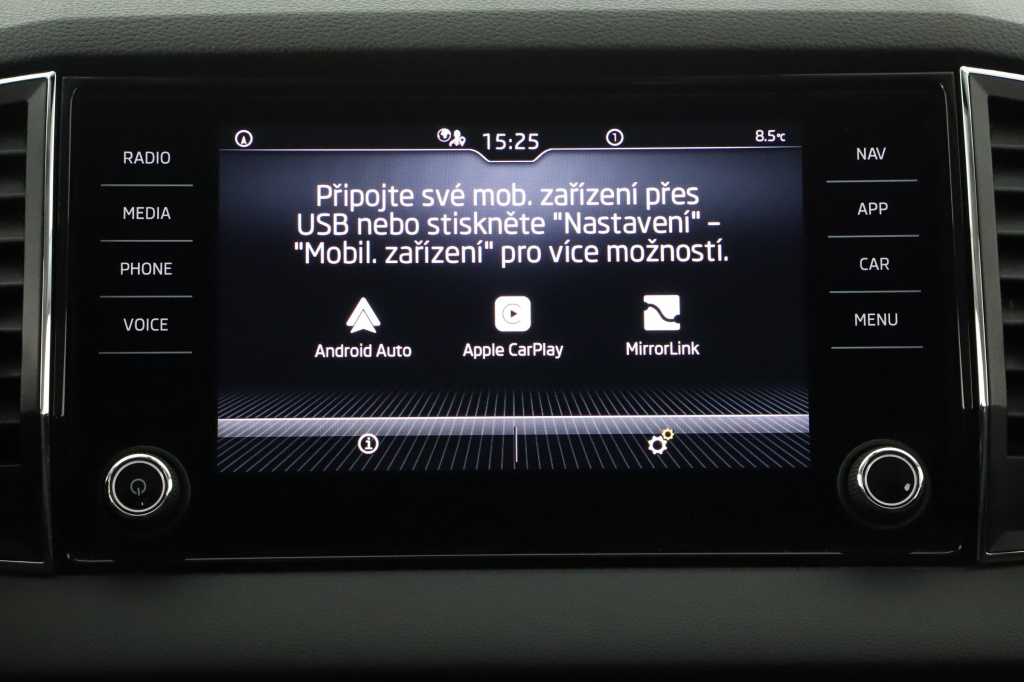 15:25
1
8.5°C
RADIO
MEDIA
PHONE
VOICE
NAV
APP
CAR
MENU
Připojte své mob. zařízení přes
USB nebo stiskněte "Nastavení" –
"Mobil. zařízení" pro více možností.
Android Auto
Apple CarPlay
MirrorLink